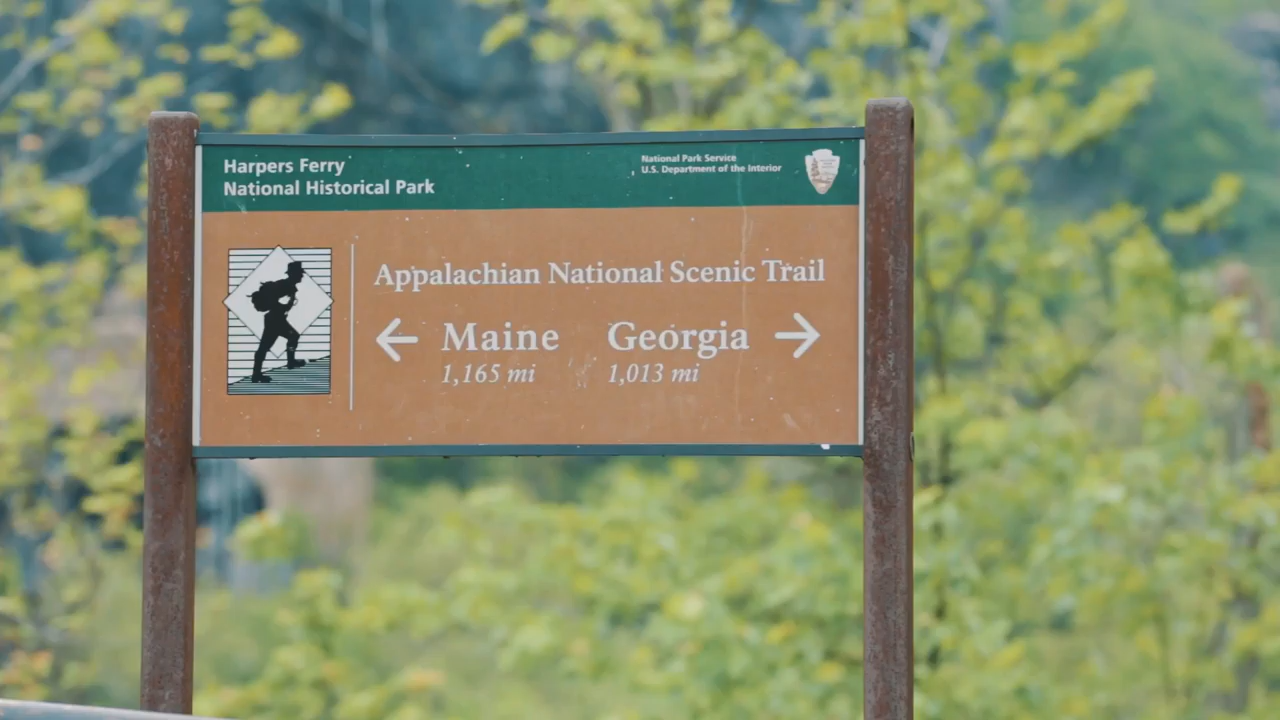 Harpers Ferry
National Historical Park
National Park Service
U.S. Department of the Interior
Appalachian National Scenic Trail
← Maine Georgia →
1,165 mi 1,013 mi